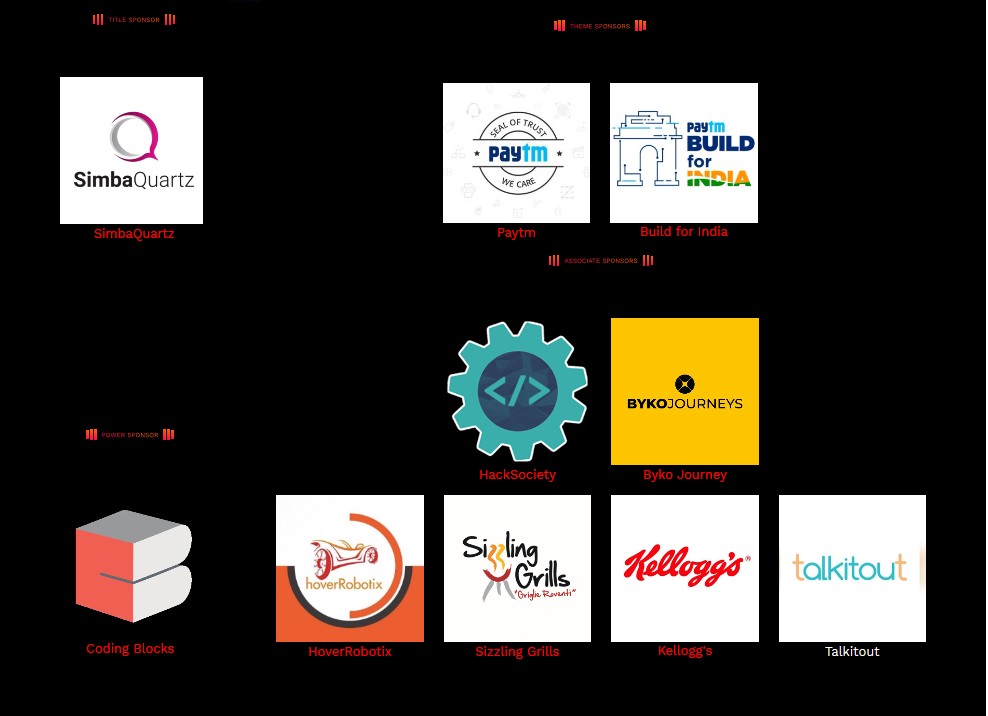 TITLE SPONSOR
SimbaQuartz
SimbaQuartz
THEME SPONSORS
SEAL OF TRUST
paytm
WE CARE
Paytm
paytm
BUILD
for
INDIA
Build for India
ASSOCIATE SPONSORS
</>
HackSociety
BYKOJOURNEYS
Byko Journey
POWER SPONSOR
Coding Blocks
hoverRobotix
HoverRobotix
Sizzling
Grills
"Griglie Roventi"
Sizzling Grills
Kellogg's®
Kellogg's
talkitout
Talkitout